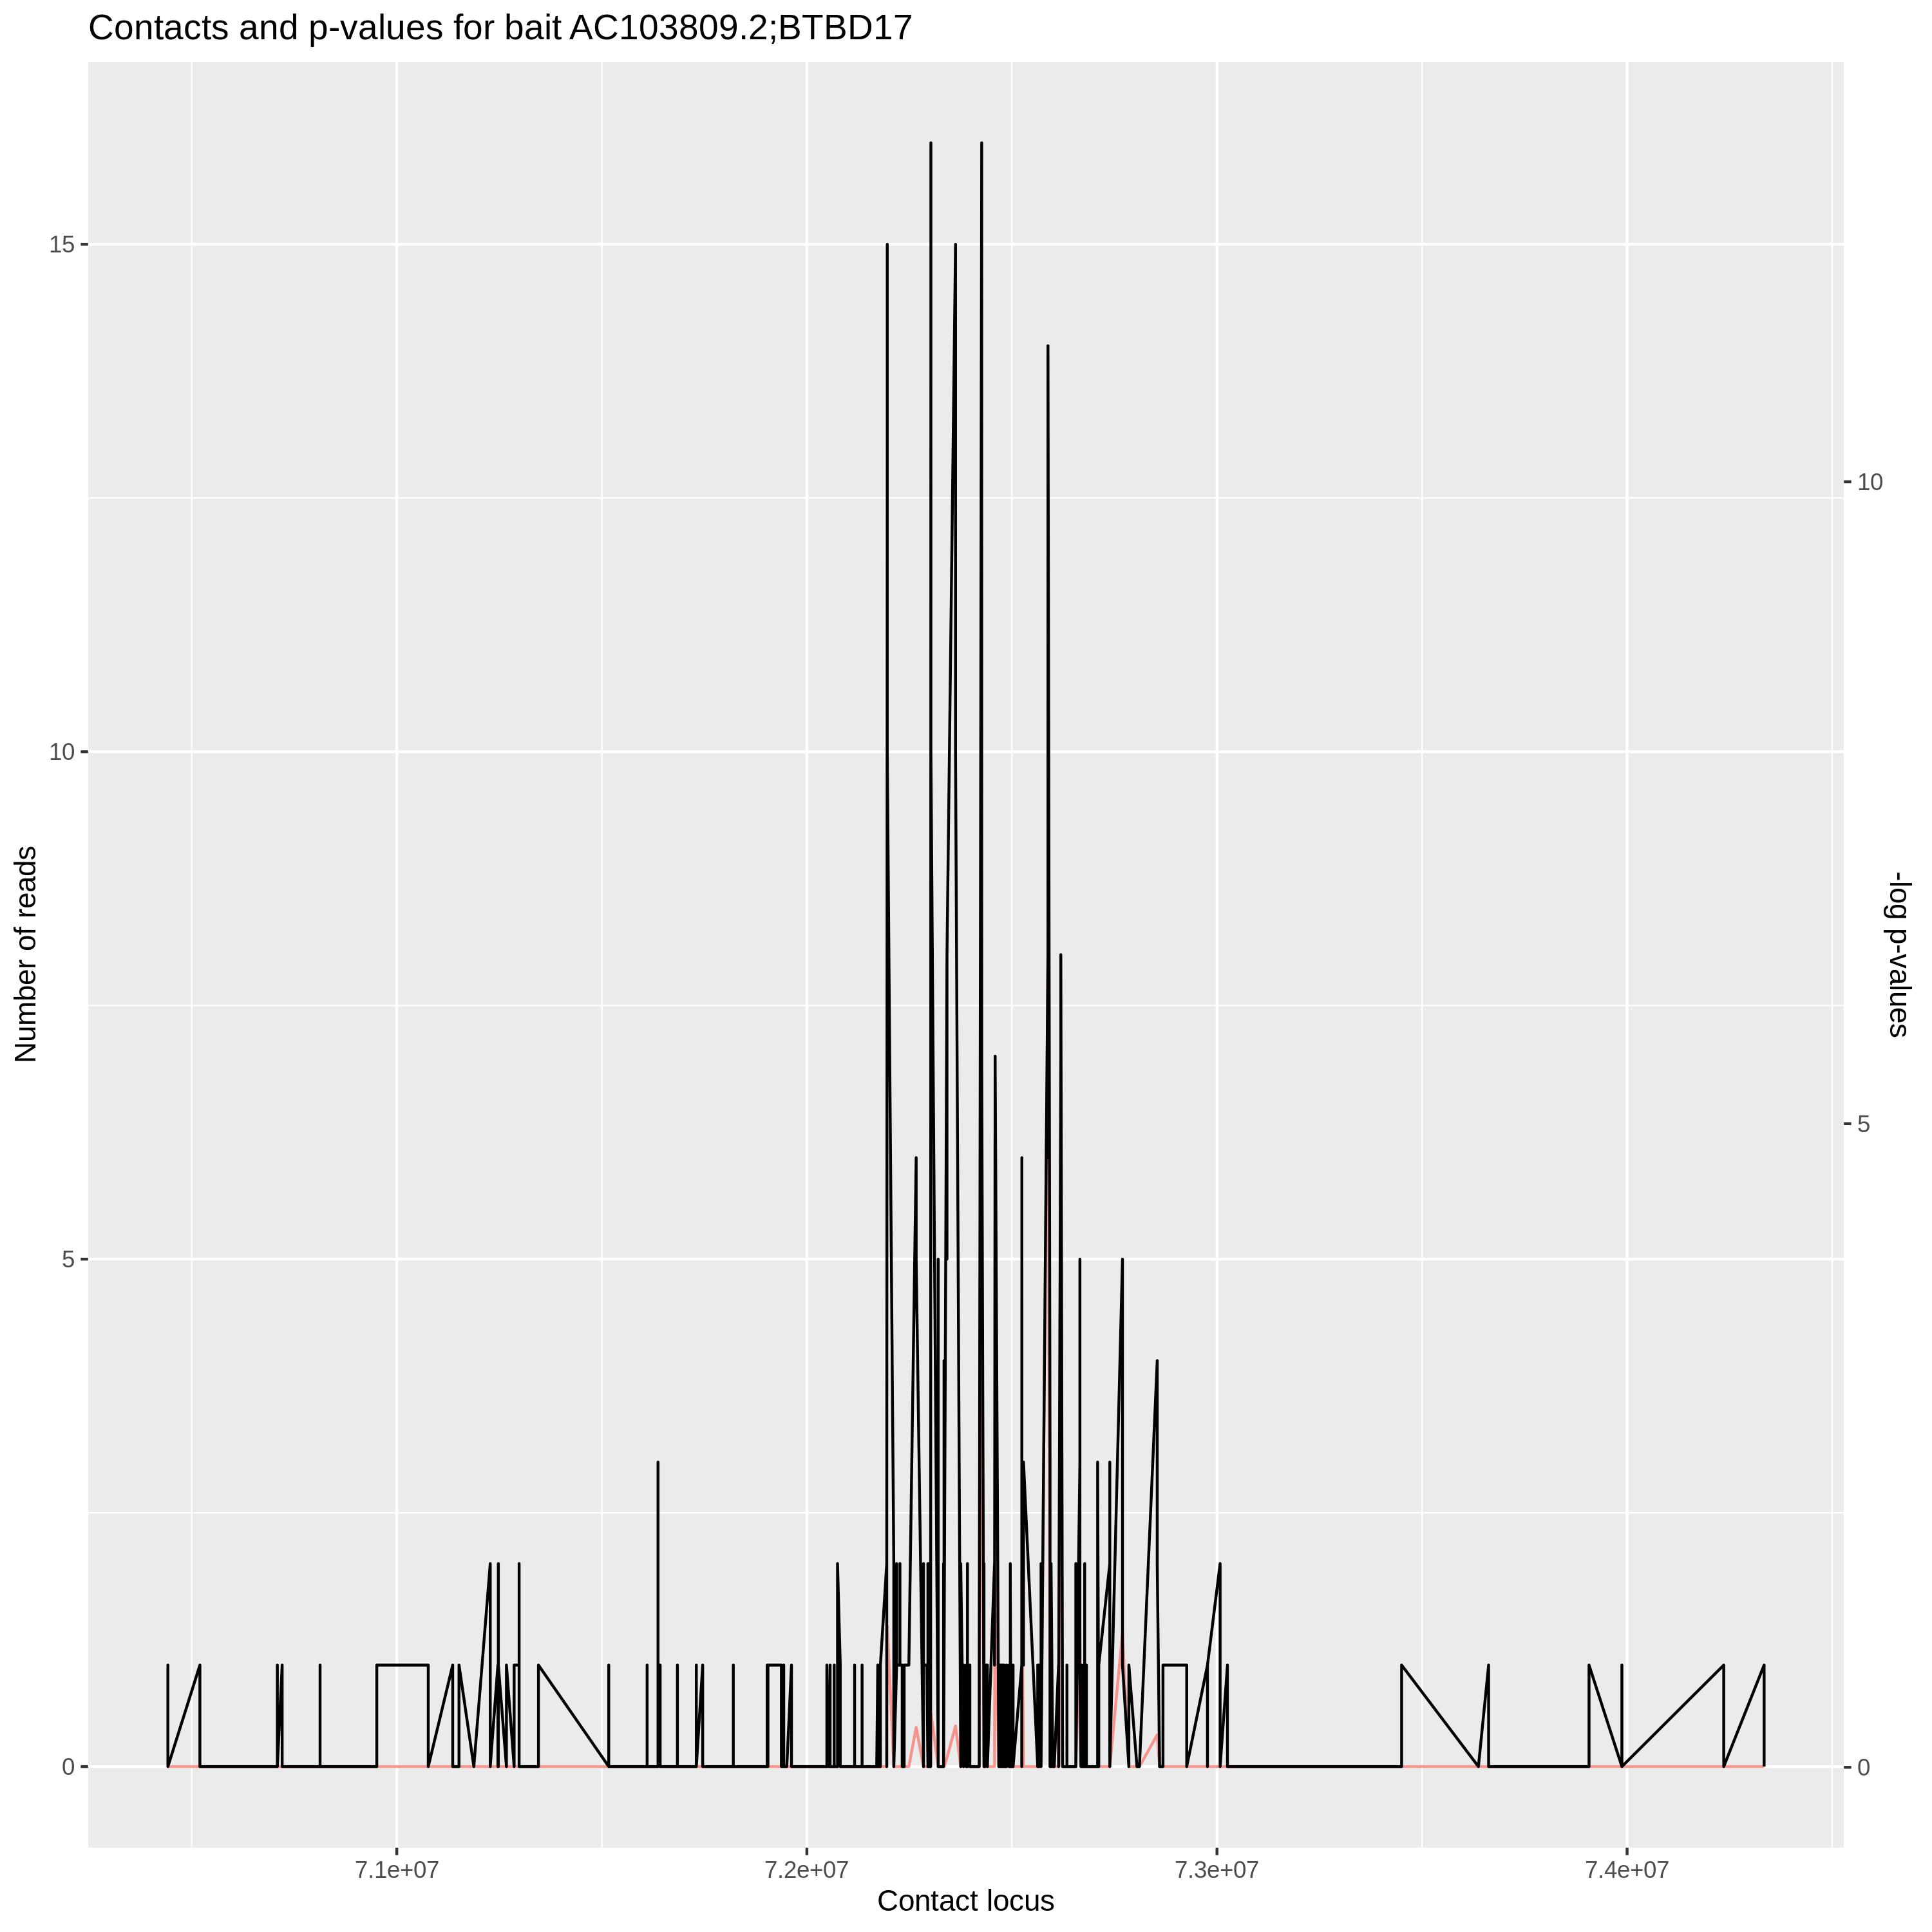 Contacts and p-values for bait AC103809.2;BTBD17
15
10
5
0
Number of reads
10
5
0
-log p-values
7.1e+07 7.2e+07 7.3e+07 7.4e+07
Contact locus